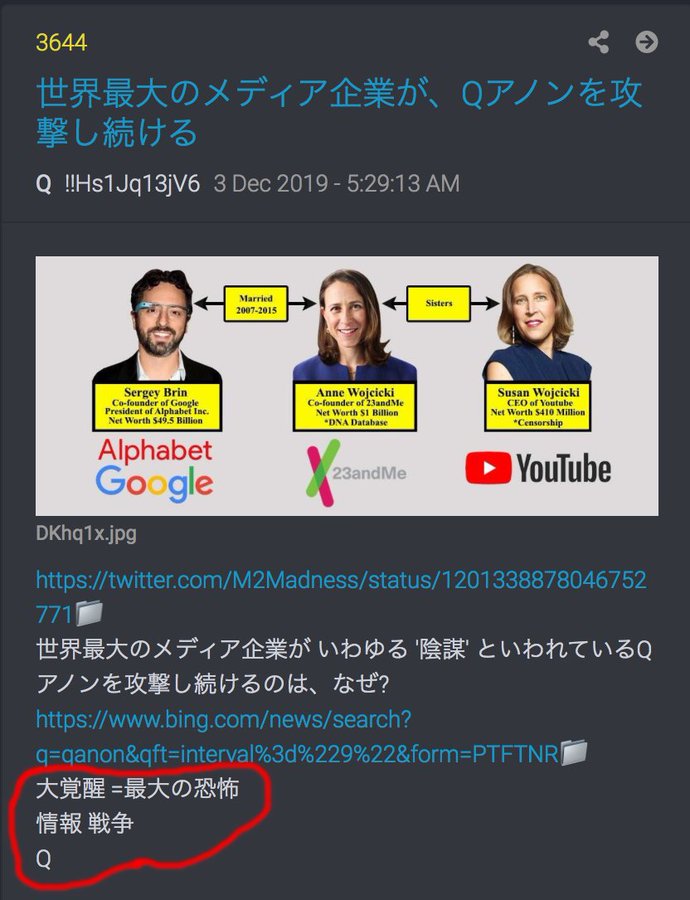 3644
世界最大のメディア企業が、Qアノンを攻
撃し続ける
Q !!Hs1Jq13jV6 3 Dec 2019 - 5:29:13 AM
Married
2007-2015
Sisters
Sergey Brin
Co-founder of Google
President of Alphabet Inc.
Net Worth $49.5 Billion
Anne Wojcicki
Co-founder of 23andMe
Net Worth $1 Billion
*DNA Database
Susan Wojcicki
CEO of Youtube
Net Worth $410 Million
*Censorship
Alphabet
Google
23andMe
YouTube
DKhq1x.jpg
https://twitter.com/M2Madness/status/1201338878046752
771
世界最大のメディア企業が いわゆる '陰謀' といわれているQ
アノンを攻撃し続けるのは、なぜ?
https://www.bing.com/news/search?
q=qanon&qft=interval%3d%229%22&form=PTFTNR
大覚醒 =最大の恐怖
情報 戦争
Q